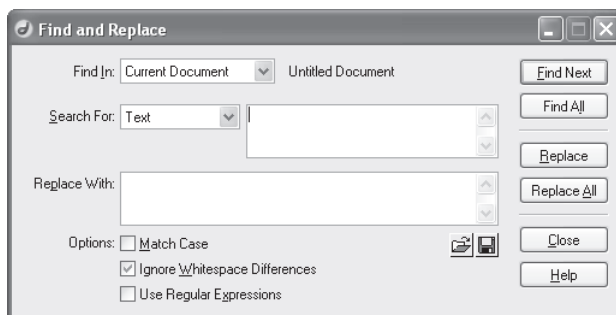 Find and Replace
Find In: Current Document Untitled Document
Find Next
Find All
Search For: Text
Replace
Replace With:
Replace All
Options: Match Case
Close
Ignore Whitespace Differences
Help
Use Regular Expressions